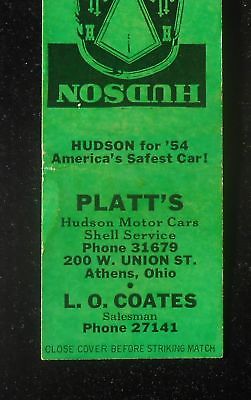 H H
HUDSON
HUDSON for '54
America's Safest Car!
PLATT'S
Hudson Motor Cars
Shell Service
Phone 31679
200 W. UNION ST.
Athens, Ohio
•
L. O. COATES
Salesman
Phone 27141
CLOSE COVER BEFORE STRIKING MATCH